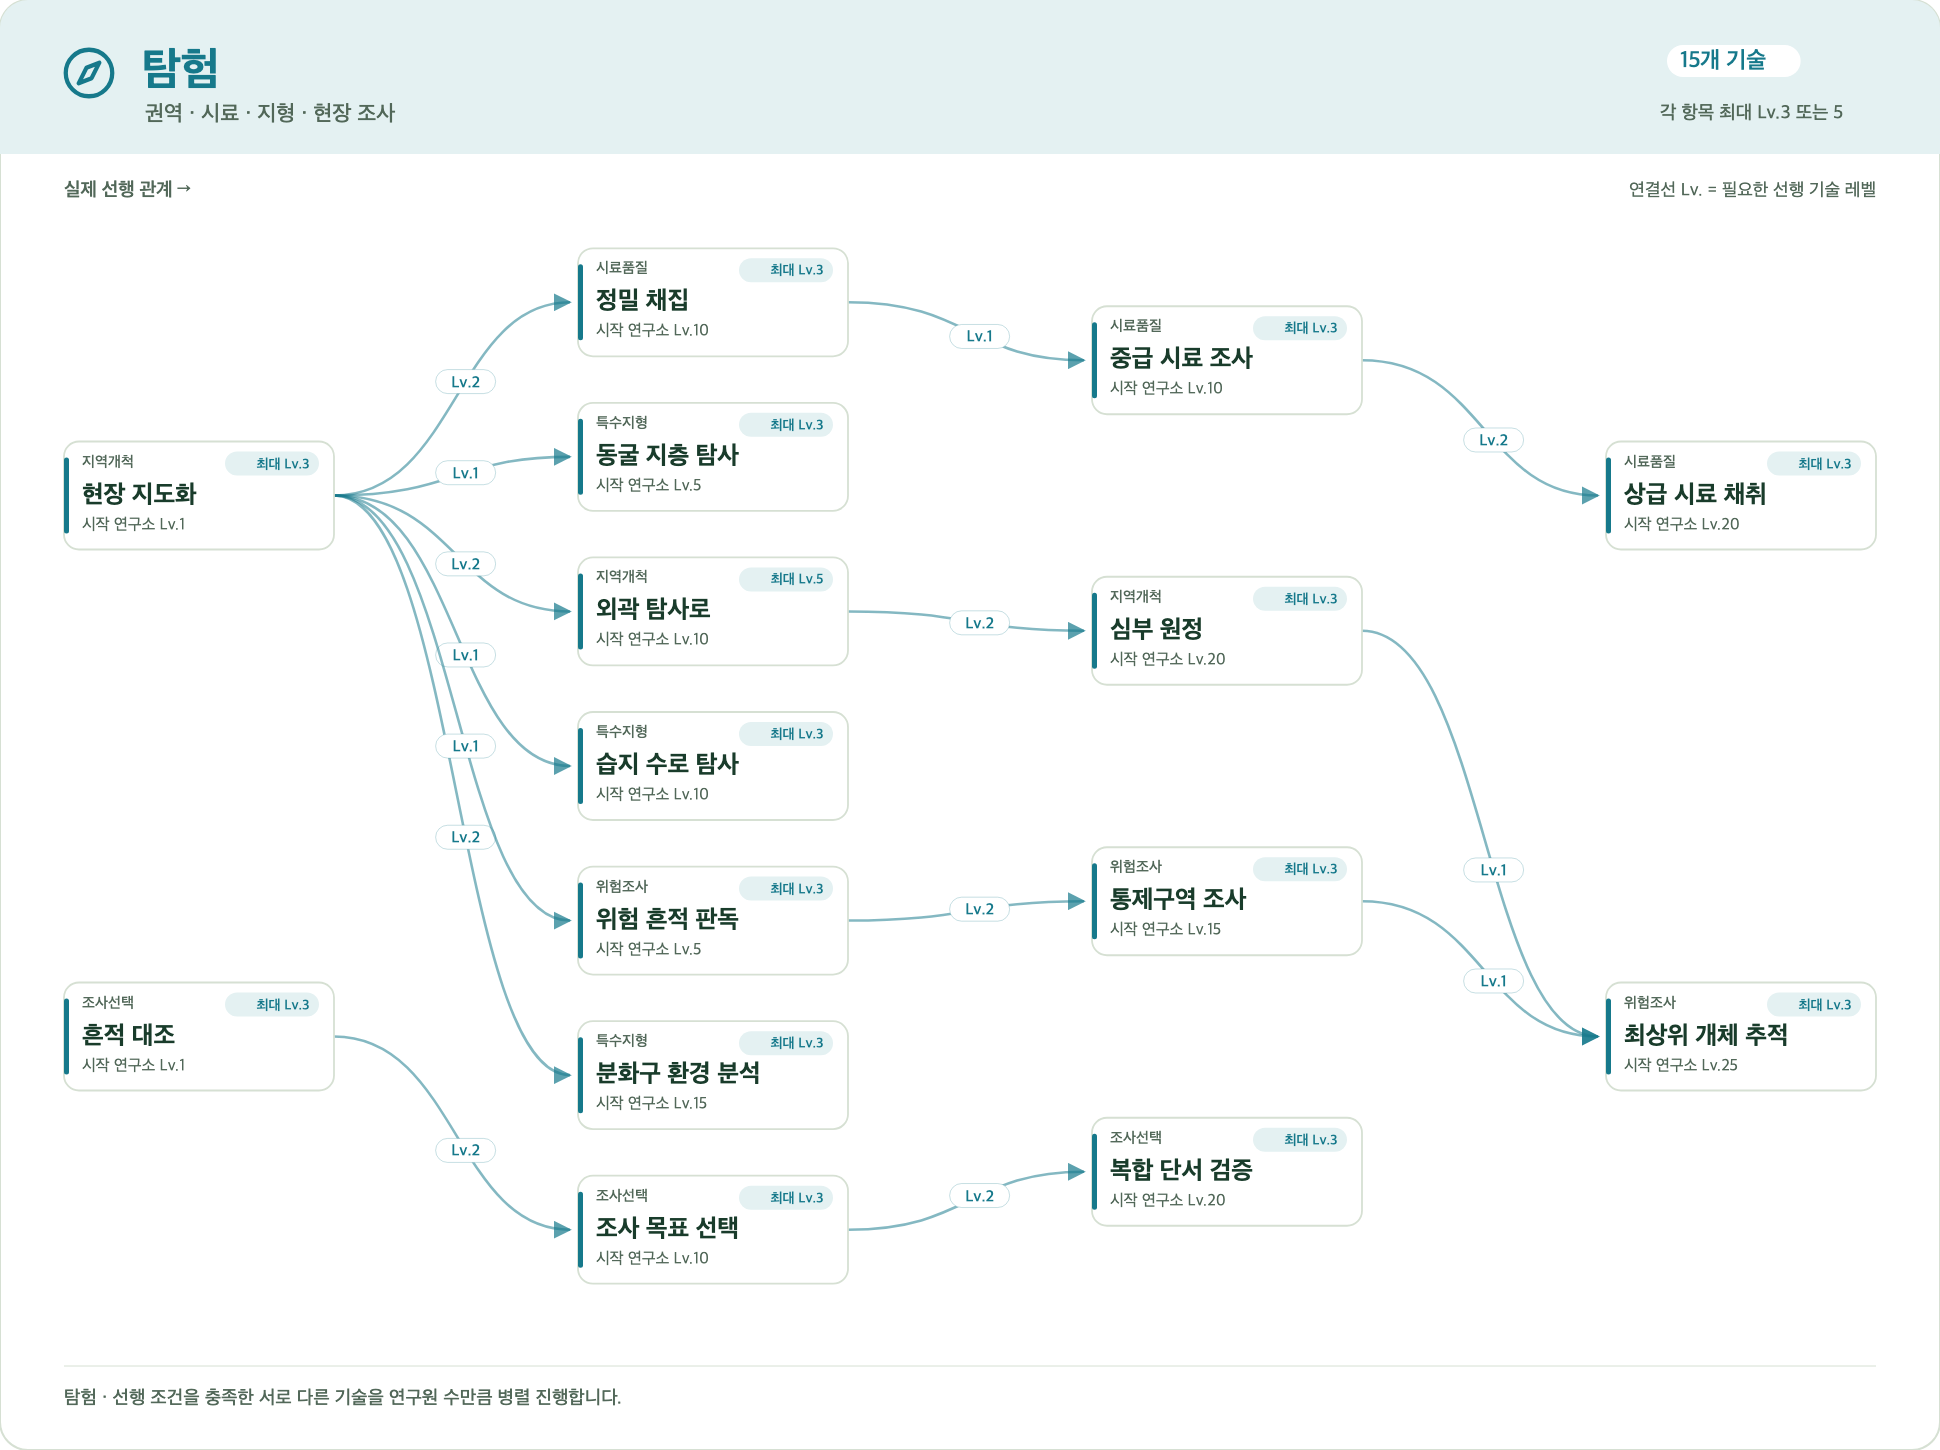 탐험
권역 · 시료 · 지형 · 현장 조사
15개 기술
각 항목 최대 Lv.3 또는 5
실제 선행 관계 →
연결선 Lv. = 필요한 선행 기술 레벨
지역개척
최대 Lv.3
현장 지도화
시작 연구소 Lv.1
조사선택
최대 Lv.3
흔적 대조
시작 연구소 Lv.1
Lv.2
Lv.1
Lv.2
Lv.1
Lv.1
Lv.2
Lv.2
시료품질
최대 Lv.3
정밀 채집
시작 연구소 Lv.10
특수지형
최대 Lv.3
동굴 지층 탐사
시작 연구소 Lv.5
지역개척
최대 Lv.5
외곽 탐사로
시작 연구소 Lv.10
특수지형
최대 Lv.3
습지 수로 탐사
시작 연구소 Lv.10
위험조사
최대 Lv.3
위험 흔적 판독
시작 연구소 Lv.5
특수지형
최대 Lv.3
분화구 환경 분석
시작 연구소 Lv.15
조사선택
최대 Lv.3
조사 목표 선택
시작 연구소 Lv.10
Lv.1
Lv.2
Lv.2
Lv.2
시료품질
최대 Lv.3
중급 시료 조사
시작 연구소 Lv.10
지역개척
최대 Lv.3
심부 원정
시작 연구소 Lv.20
위험조사
최대 Lv.3
통제구역 조사
시작 연구소 Lv.15
조사선택
최대 Lv.3
복합 단서 검증
시작 연구소 Lv.20
Lv.2
Lv.1
Lv.1
시료품질
최대 Lv.3
상급 시료 채취
시작 연구소 Lv.20
위험조사
최대 Lv.3
최상위 개체 추적
시작 연구소 Lv.25
탐험 · 선행 조건을 충족한 서로 다른 기술을 연구원 수만큼 병렬 진행합니다.